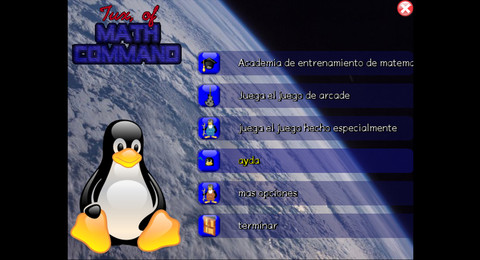 Tux, of
MATH
COMMAND
Academia de entrenamiento de matema
Juega el juego de arcade
juega el juego hecho especialmente
ayda
mas opciones
terminar